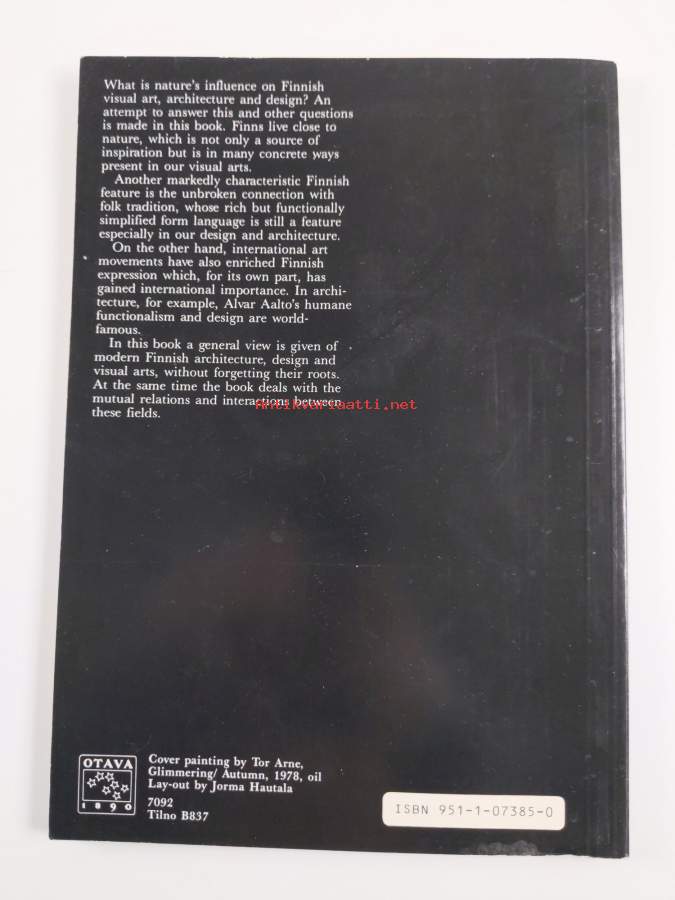 What is nature's influence on Finnish
visual art, architecture and design? An
attempt to answer this and other questions
is made in this book. Finns live close to
nature, which is not only a source of
inspiration but is in many concrete ways
present in our visual arts.
Another markedly characteristic Finnish
feature is the unbroken connection with
folk tradition, whose rich but functionally
simplified form language is still a feature
especially in our design and architecture.
On the other hand, international art
movements have also enriched Finnish
expression which, for its own part, has
gained international importance. In archi-
tecture, for example, Alvar Aalto's humane
functionalism and design are world-
famous.
In this book a general view is given of
modern Finnish architecture, design and
visual arts, without forgetting their roots.
At the same time the book deals with the
mutual relations and interactions between
these fields.
Antikvariaatti.net
OTAVA
1890
Cover painting by Tor Arne,
Glimmering/ Autumn, 1978, oil
Lay-out by Jorma Hautala
7092
Tilno B837
ISBN 951-1-07385-0